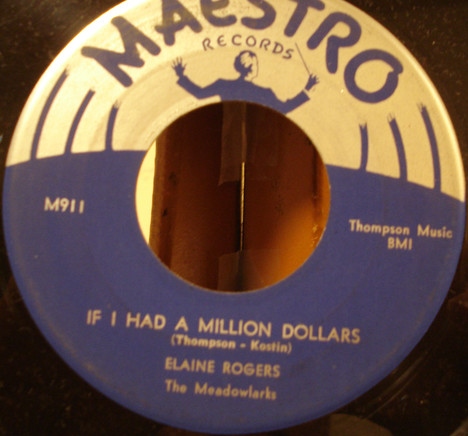 MAESTRO
RECORDS
M911
Thompson Music
BMI
IF I HAD A MILLION DOLLARS
(Thompson - Kostin)
ELAINE ROGERS
The Meadowlarks